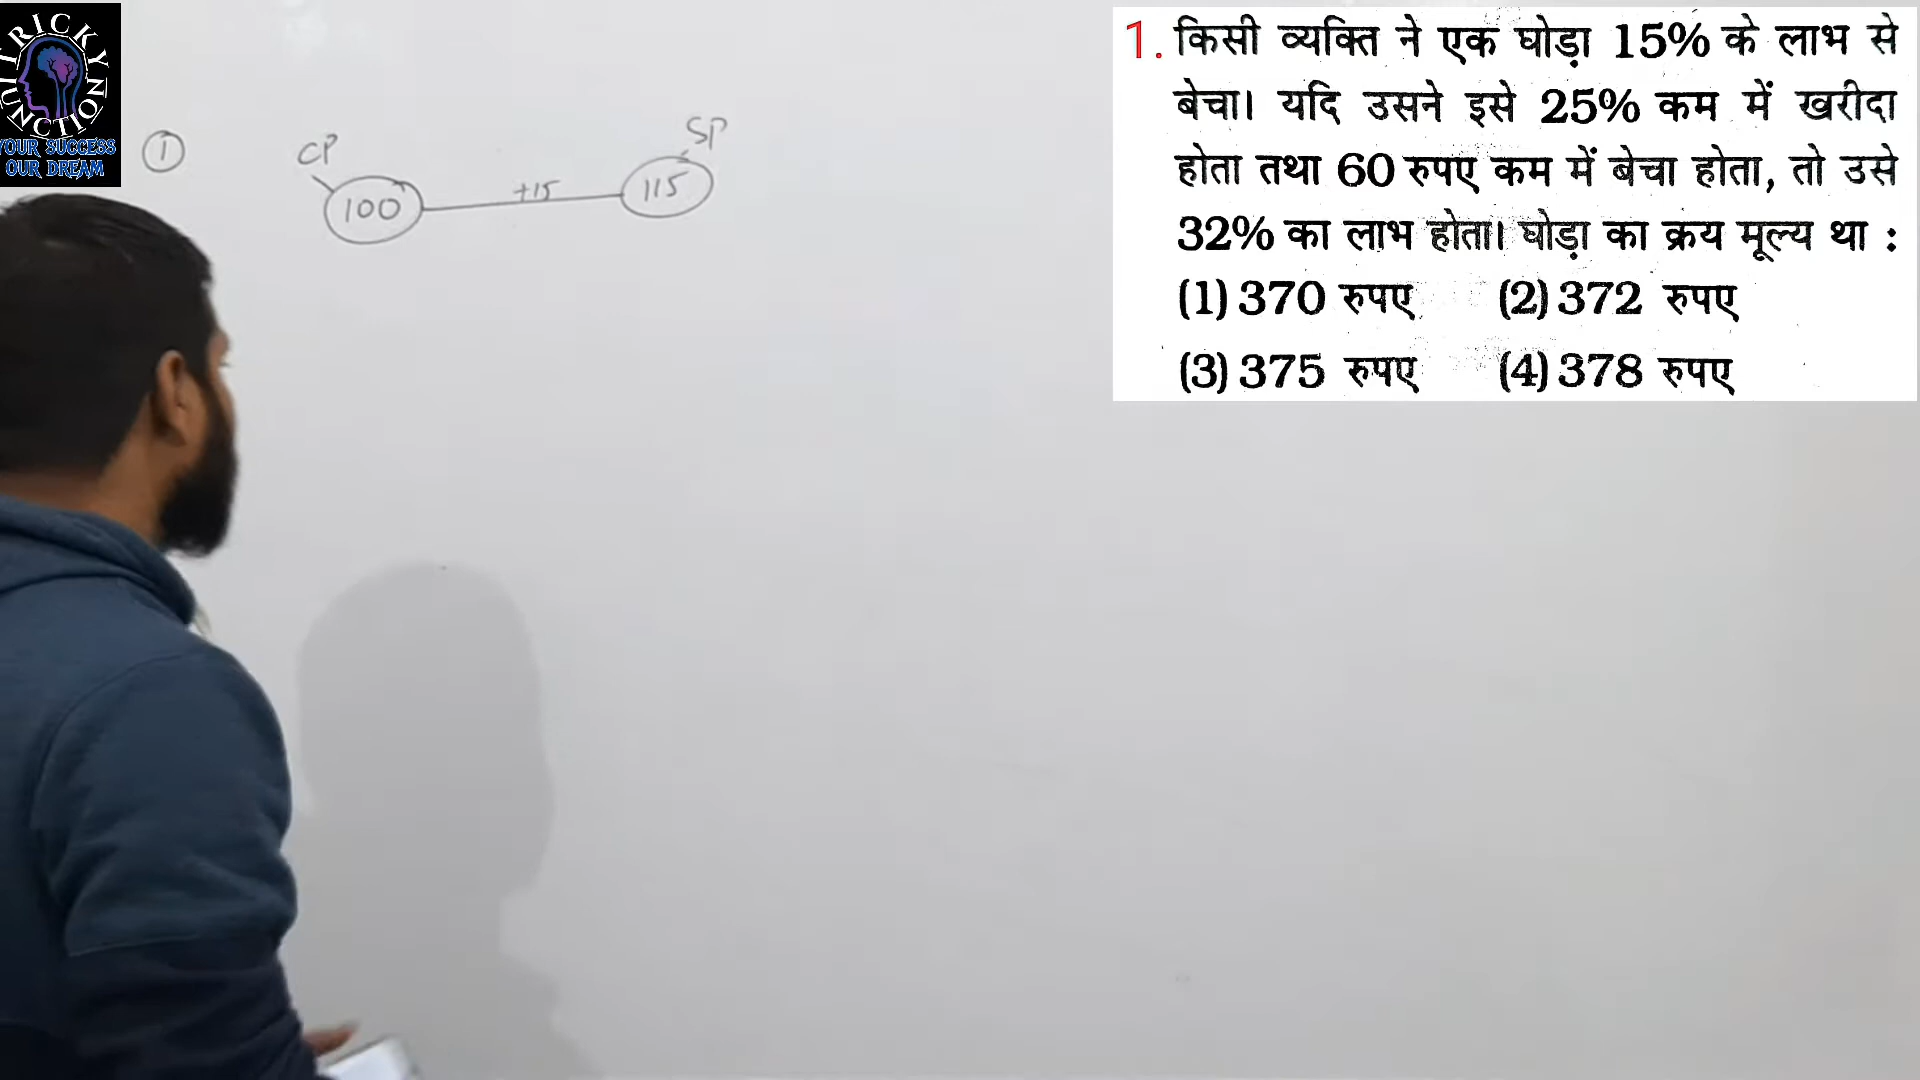 TRICKY
JUNCTION
YOUR SUCCESS
OUR DREAM
①
CP
100
+15
SP
115
1. किसी व्यक्ति ने एक घोड़ा 15% के लाभ से
बेचा। यदि उसने इसे 25% कम में खरीदा
होता तथा 60 रुपए कम में बेचा होता, तो उसे
32% का लाभ होता। घोड़ा का क्रय मूल्य था :
(1) 370 रुपए (2) 372 रुपए
(3) 375 रुपए (4) 378 रुपए